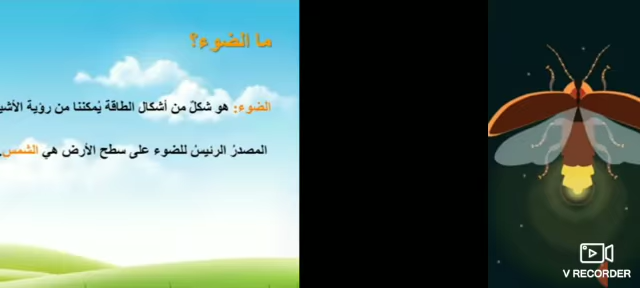 ما الضوء؟
الضوء: هو شكلٌ من أشكال الطاقة يُمكننا من رؤية
المصدرُ الرئيسُ للضوء على سطح الأرض هي الشمس.
V RECORDER